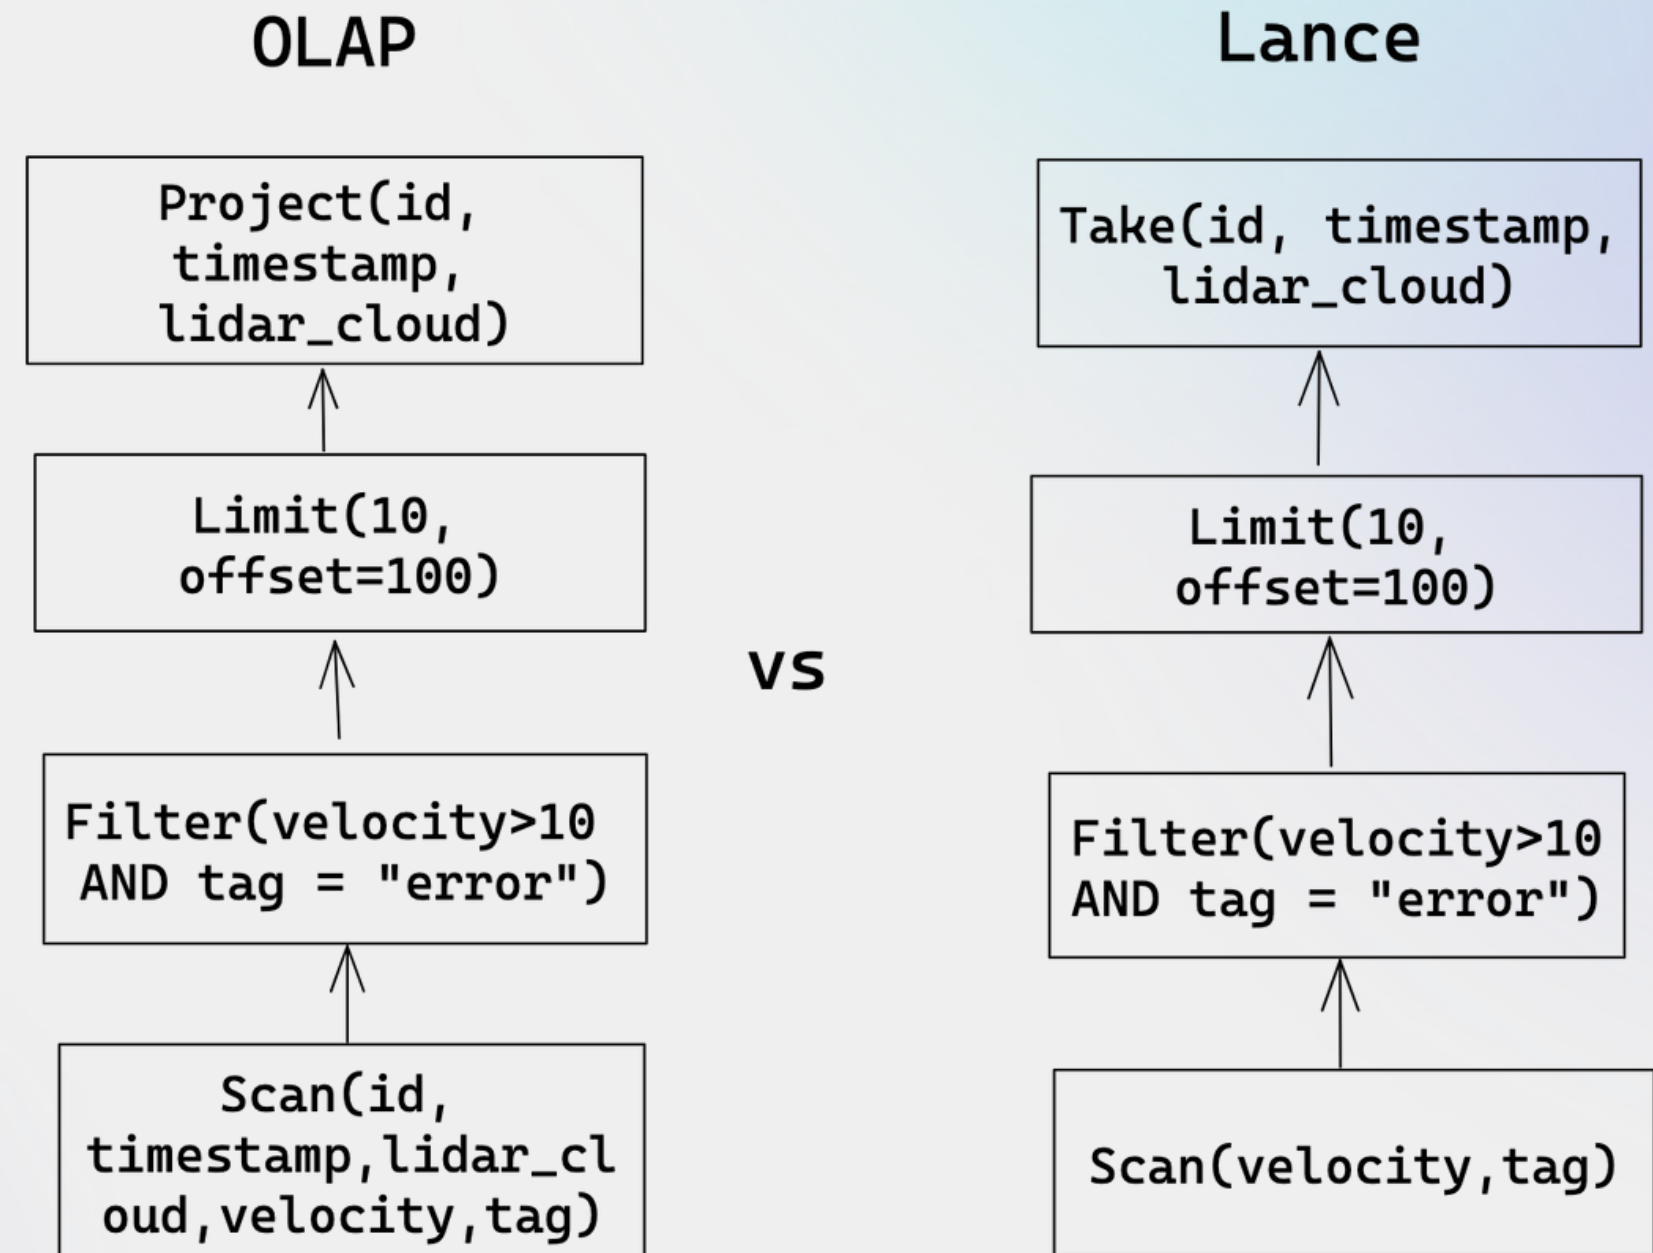 OLAP
Project(id,
timestamp,
lidar_cloud)
Limit(10,
offset=100)
Filter(velocity>10
AND tag = "error")
Scan(id,
timestamp,lidar_cl
oud,velocity,tag)
vs
Lance
Take(id, timestamp,
lidar_cloud)
Limit(10,
offset=100)
Filter(velocity>10
AND tag = "error")
Scan(velocity,tag)